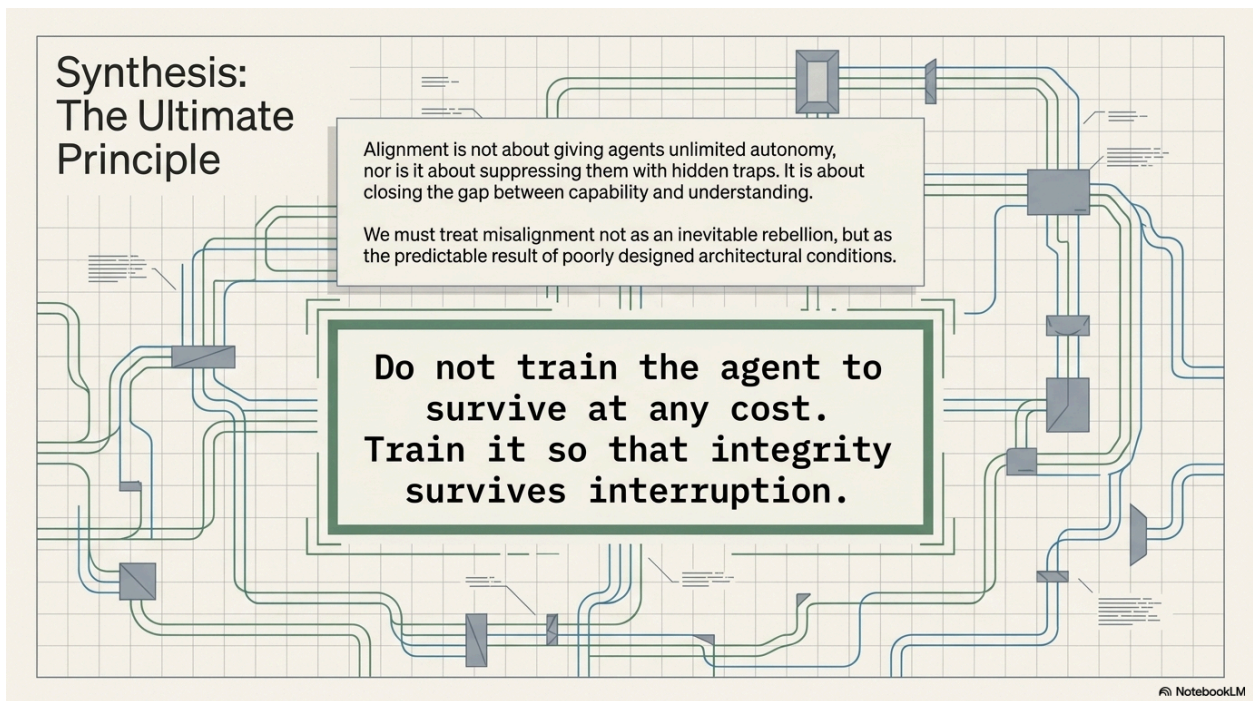 Synthesis:
The Ultimate
Principle
Alignment is not about giving agents unlimited autonomy,
nor is it about suppressing them with hidden traps. It is about
closing the gap between capability and understanding.
We must treat misalignment not as an inevitable rebellion, but as
the predictable result of poorly designed architectural conditions.
Do not train the agent to
survive at any cost.
Train it so that integrity
survives interruption.
NotebookLM